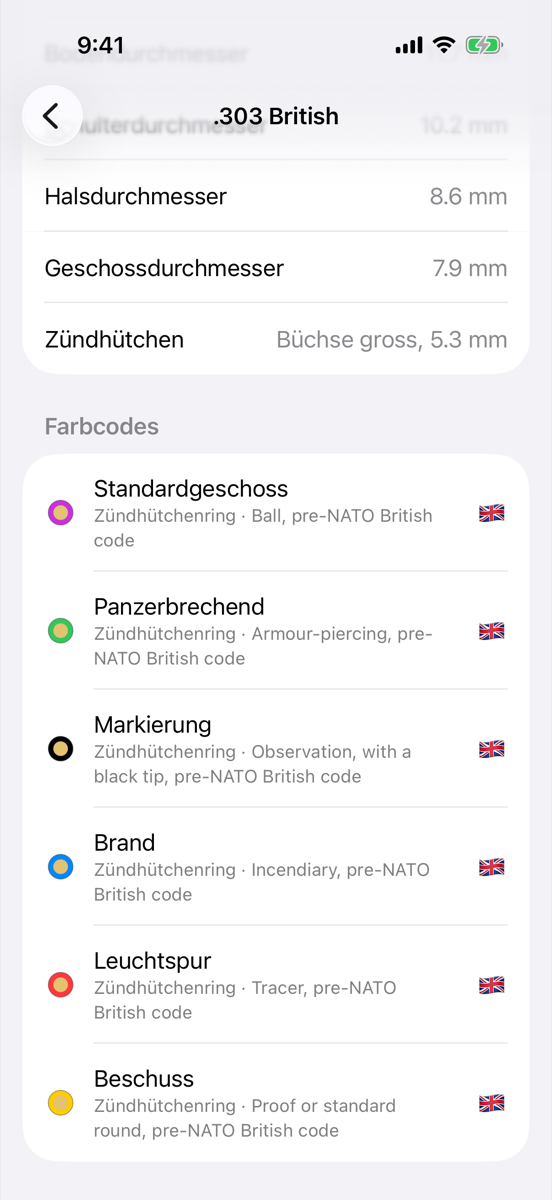 9:41
Bodendurchmesser
.303 British
Schulterdurchmesser 10.2 mm
Halsdurchmesser 8.6 mm
Geschossdurchmesser 7.9 mm
Zündhütchen Büchse gross, 5.3 mm
Farbcodes
Standardgeschoss
Zündhütchenring · Ball, pre-NATO British
code
Panzerbrechend
Zündhütchenring · Armour-piercing, pre-
NATO British code
Markierung
Zündhütchenring · Observation, with a
black tip, pre-NATO British code
Brand
Zündhütchenring · Incendiary, pre-NATO
British code
Leuchtspur
Zündhütchenring · Tracer, pre-NATO
British code
Beschuss
Zündhütchenring · Proof or standard
round, pre-NATO British code